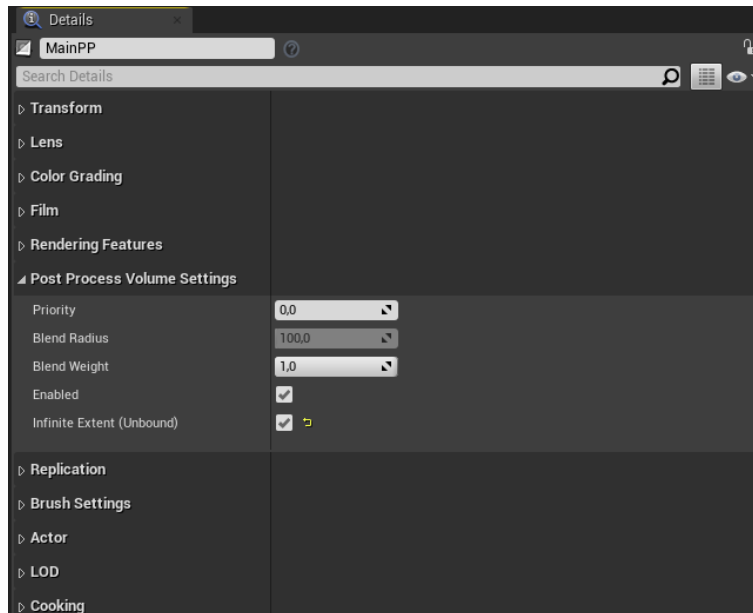 Details
MainPP
Search Details
Transform
Lens
Color Grading
Film
Rendering Features
Post Process Volume Settings
Priority 0,0
Blend Radius 100,0
Blend Weight 1,0
Enabled
Infinite Extent (Unbound)
Replication
Brush Settings
Actor
LOD
Cooking